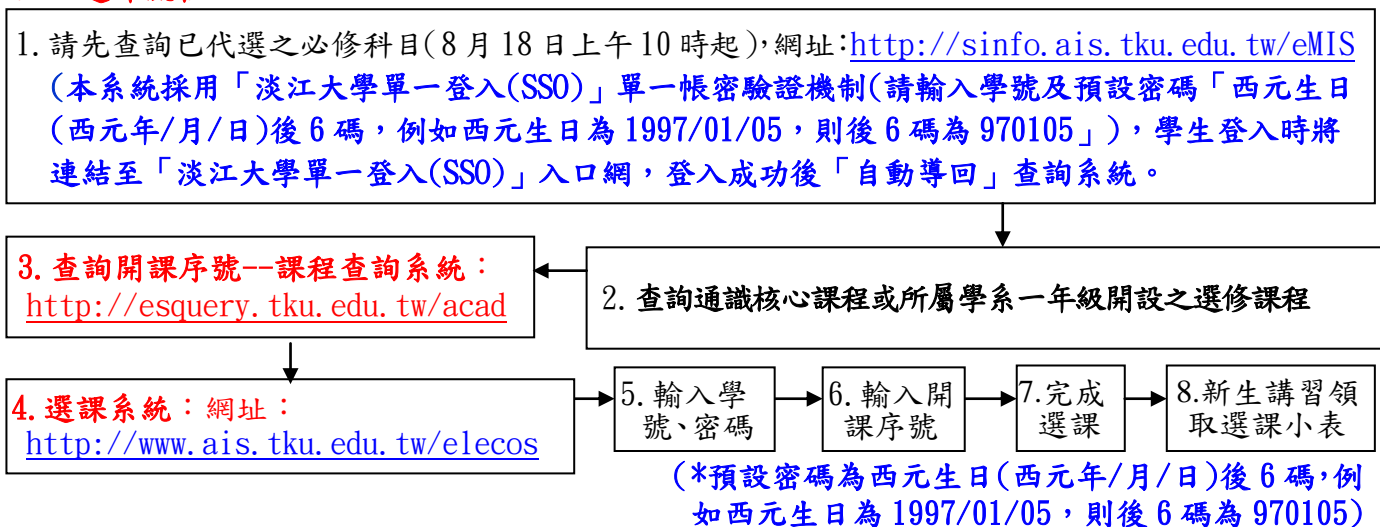 1.請先查詢已代選之必修科目(8月18日上午10時起),網址:http://sinfo.ais.tku.edu.tw/eMIS
(本系統採用「淡江大學單一登入(SSO)」單一帳密驗證機制(請輸入學號及預設密碼「西元生日
(西元年/月/日)後6碼,例如西元生日為1997/01/05,則後6碼為970105」),學生登入時將
連結至「淡江大學單一登入(SSO)」入口網,登入成功後「自動導回」查詢系統。
2.查詢通識核心課程或所屬學系一年級開設之選修課程
3.查詢開課序號--課程查詢系統:
http://esquery.tku.edu.tw/acad
4.選課系統:網址:
http://www.ais.tku.edu.tw/elecos
5.輸入學
號、密碼
6.輸入開
課序號
7.完成
選課
8.新生講習領
取選課小表
(*預設密碼為西元生日(西元年/月/日)後6碼,例
如西元生日為1997/01/05,則後6碼為970105)